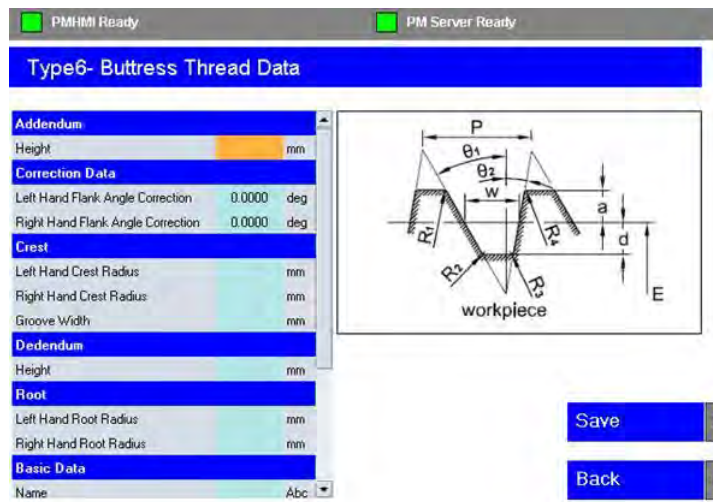 PMHMI Ready
PM Server Ready
Type6- Buttress Thread Data
Addendum
Height mm
Correction Data
Left Hand Flank Angle Correction 0.0000 deg
Right Hand Flank Angle Correction 0.0000 deg
Crest
Left Hand Crest Radius mm
Right Hand Crest Radius mm
Groove Width mm
Dedendum
Height mm
Root
Left Hand Root Radius mm
Right Hand Root Radius mm
Basic Data
Name Abc
P
θ1
θ2
w
a
R1
R4
d
R2
R3
E
workpiece
Save
Back